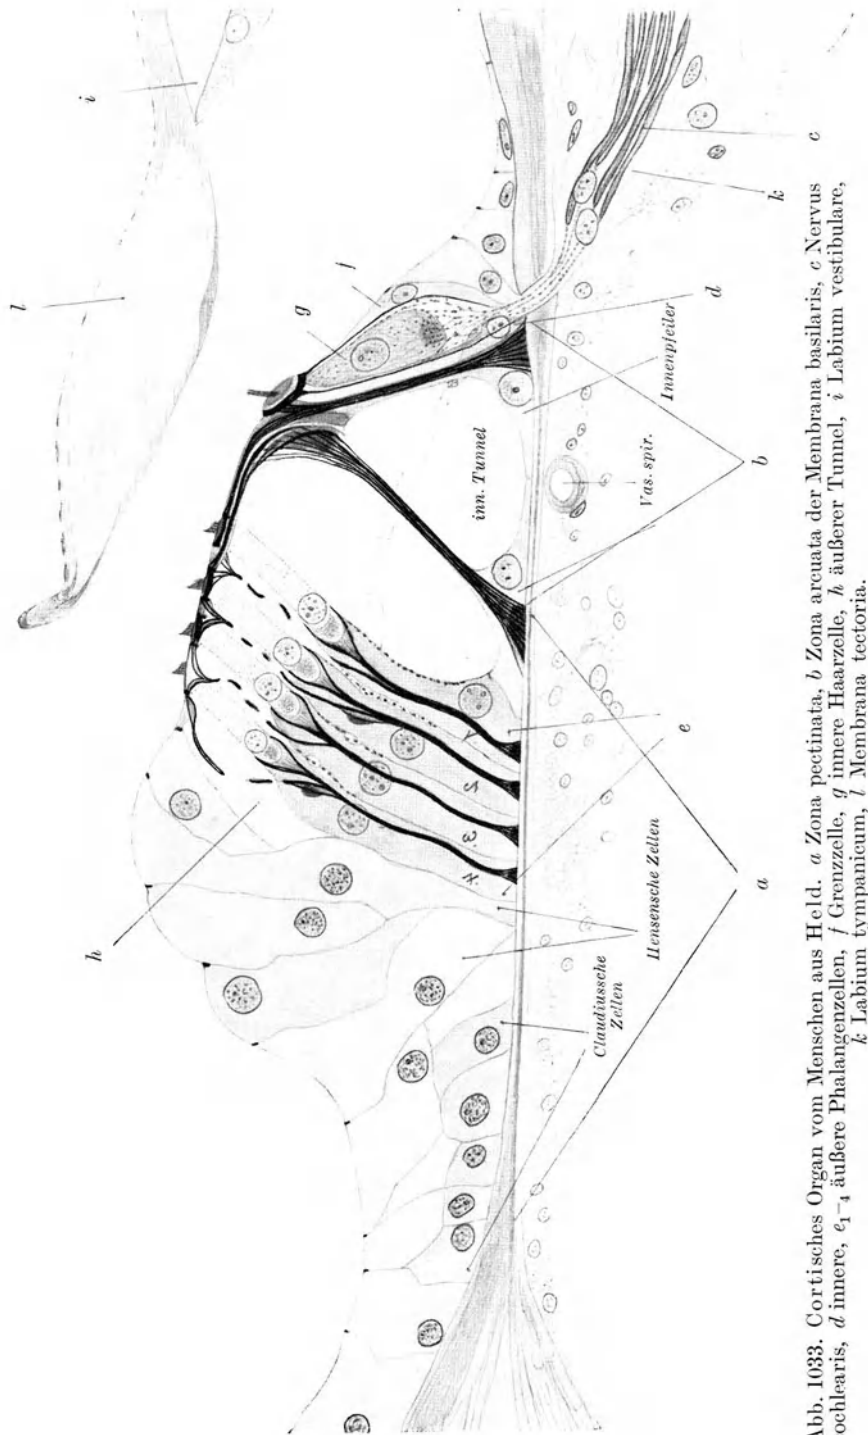 l
i
h
g
f
inn. Tunnel
Claudiussche
Zellen
Hensensche Zellen
Vas. spir.
Innenpfeiler
e
d
a
b
k
c
Abb. 1033. Cortisches Organ vom Menschen aus Held. a Zona pectinata, b Zona arcuata der Membrana basilaris, c Nervus
ochlearis, d innere, e₁₋₄ äußere Phalangenzellen, f Grenzzelle, g innere Haarzelle, h äußerer Tunnel, i Labium vestibulare,
k Labium tympanicum, l Membrana tectoria.